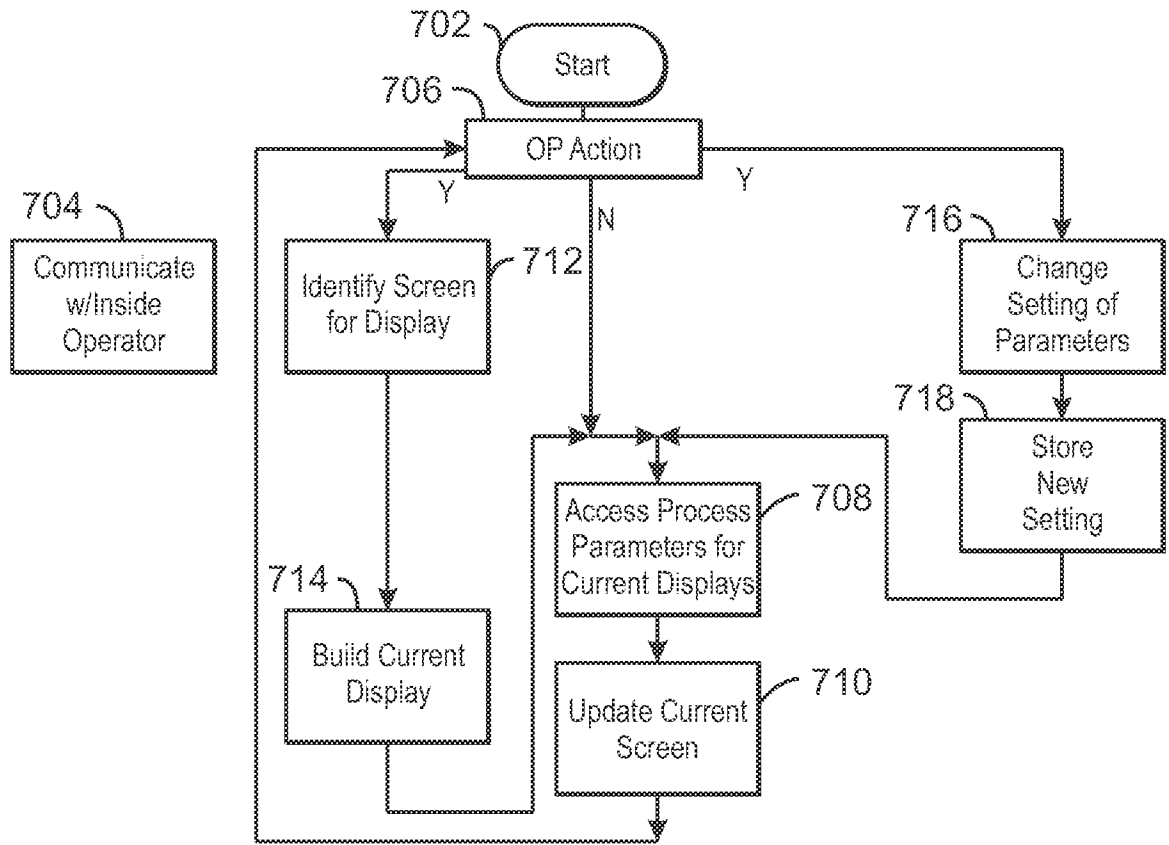 702
Start
706
OP Action
Y
N
Y
704
Communicate
w/Inside
Operator
712
Identify Screen
for Display
716
Change
Setting of
Parameters
718
Store
New
Setting
708
Access Process
Parameters for
Current Displays
714
Build Current
Display
710
Update Current
Screen